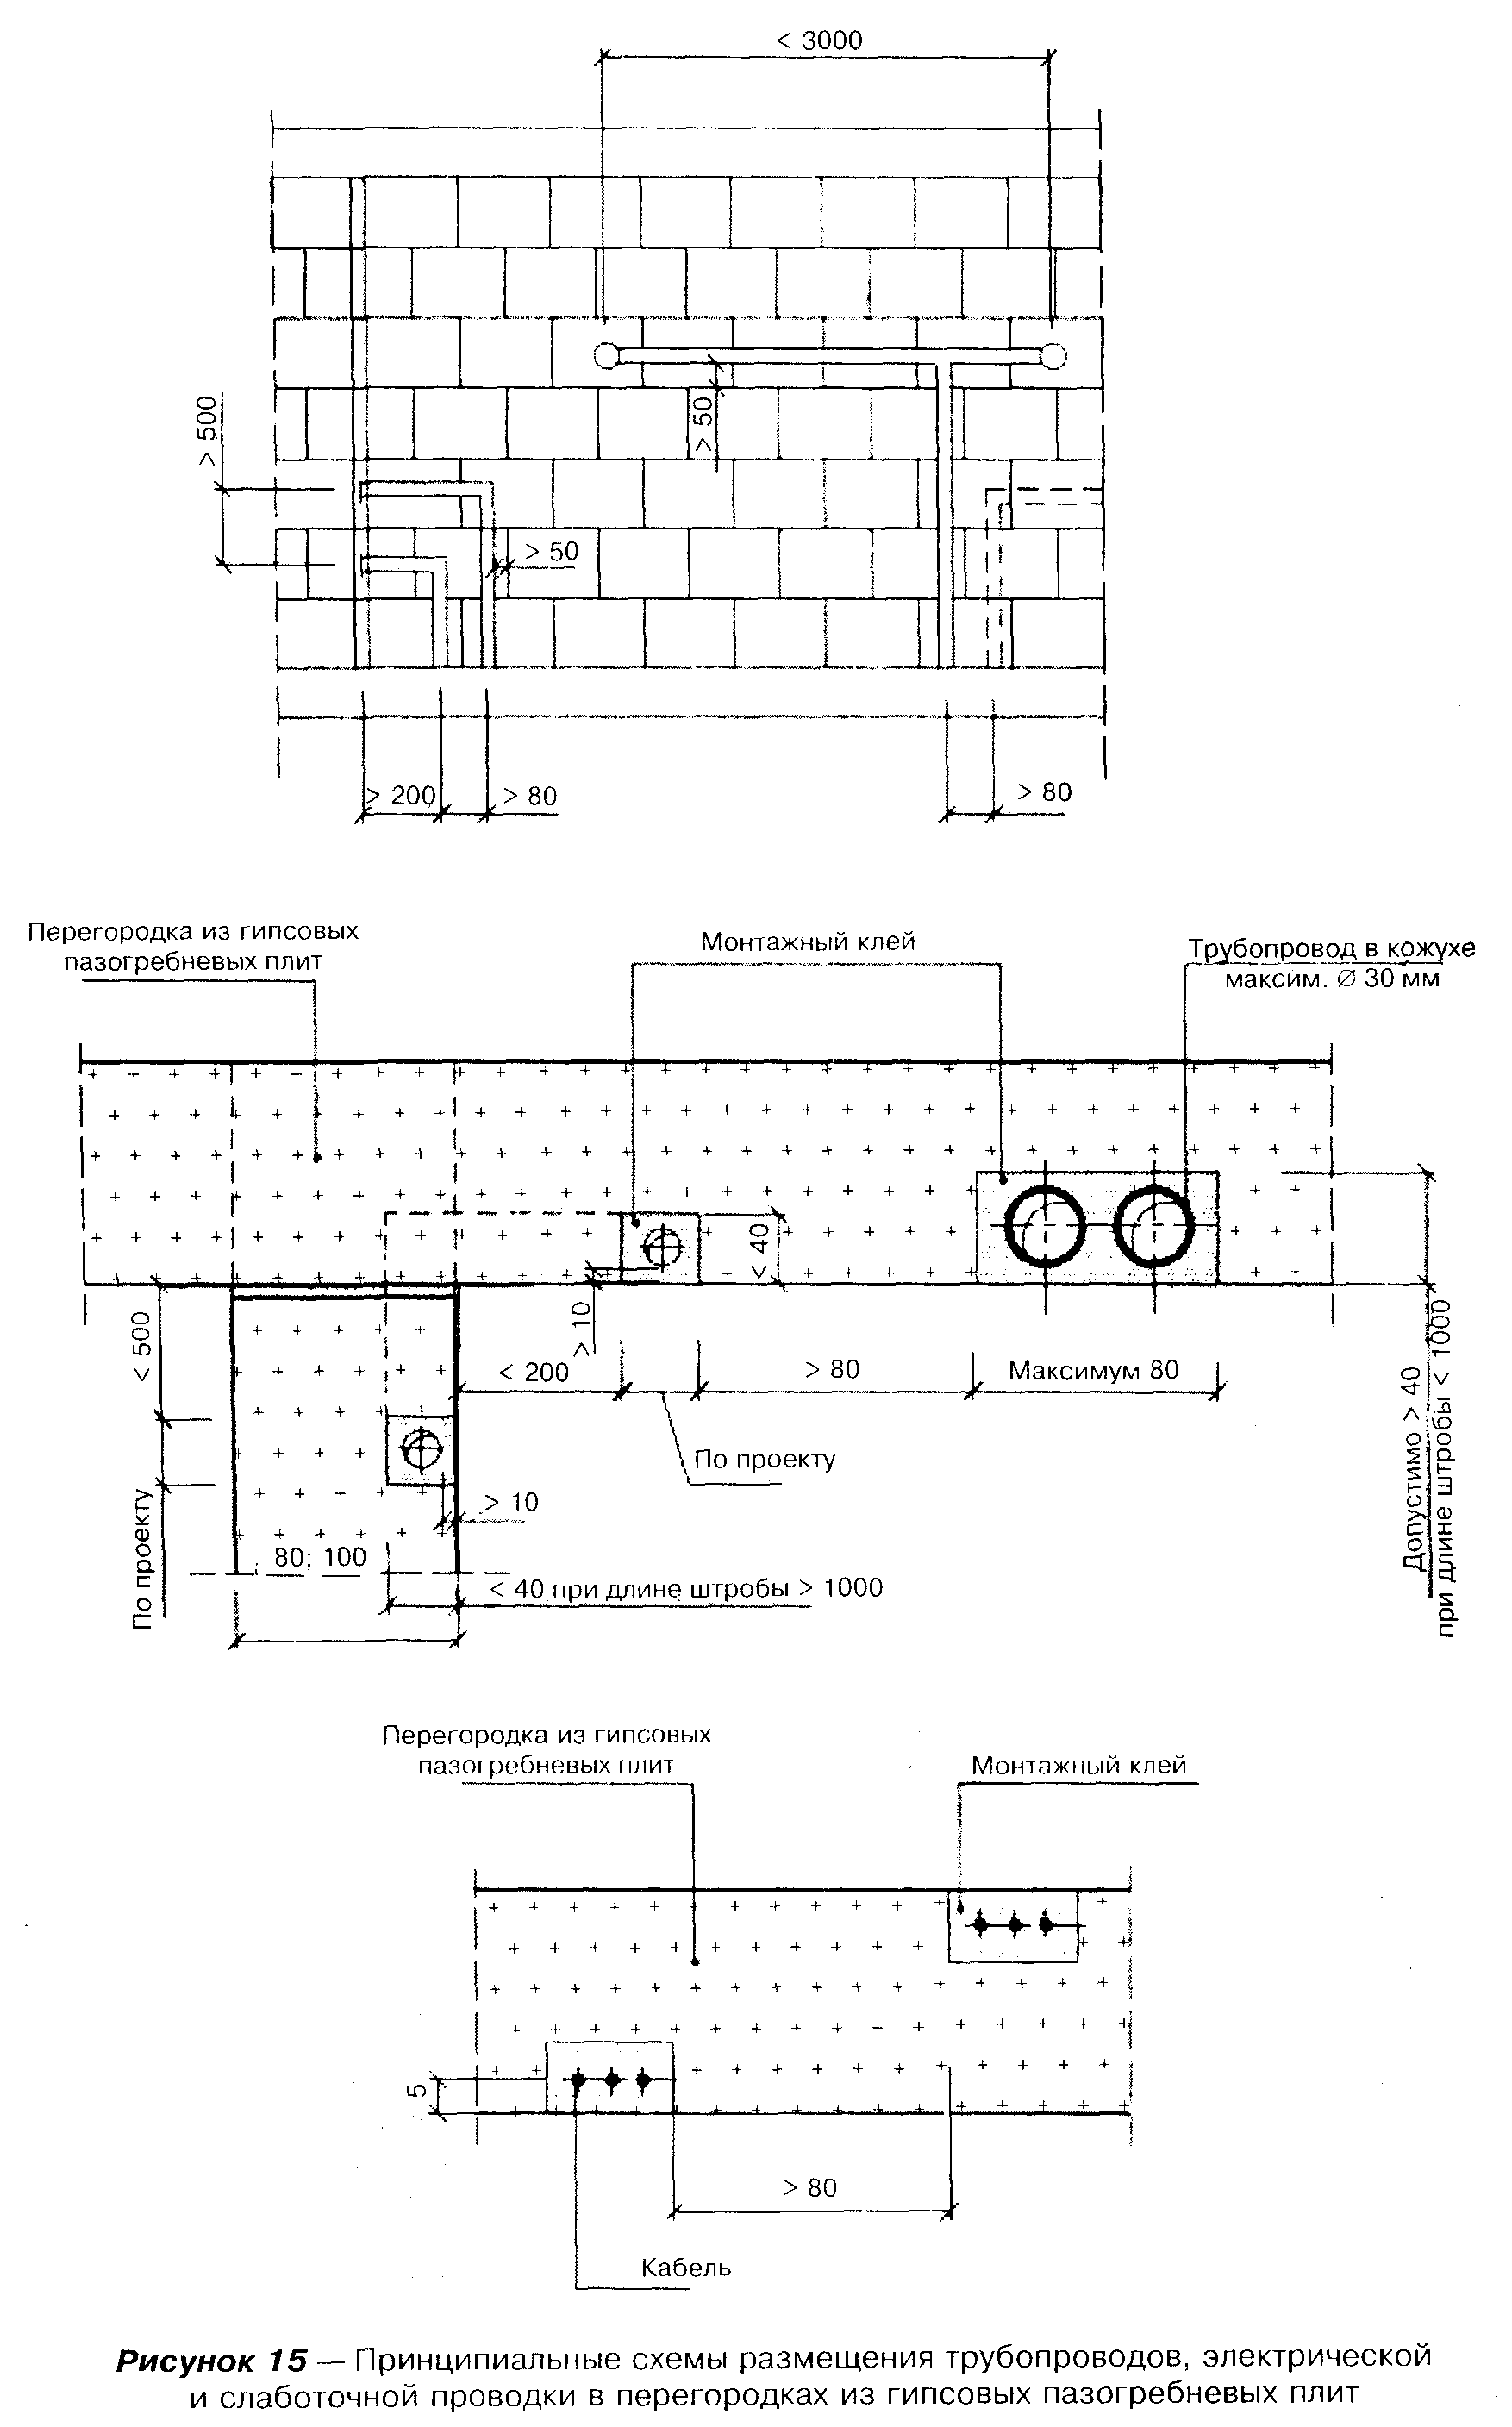 < 3000
> 500
> 50
> 50
> 200
> 80
> 80
Перегородка из гипсовых
пазогребневых плит
Монтажный клей
Трубопровод в кожухе
максим. ∅ 30 мм
< 40
> 10
< 500
< 200
> 80
Максимум 80
По проекту
> 10
По проекту
80; 100
< 40 при длине штробы > 1000
Допустимо > 40
при длине штробы < 1000
Перегородка из гипсовых
пазогребневых плит
Монтажный клей
5
> 80
Кабель
Рисунок 15 — Принципиальные схемы размещения трубопроводов, электрической
и слаботочной проводки в перегородках из гипсовых пазогребневых плит